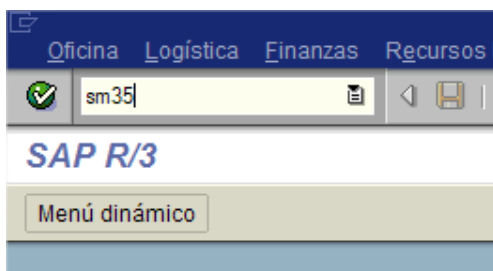 Oficina Logística Finanzas Recursos
sm35
SAP R/3
Menú dinámico